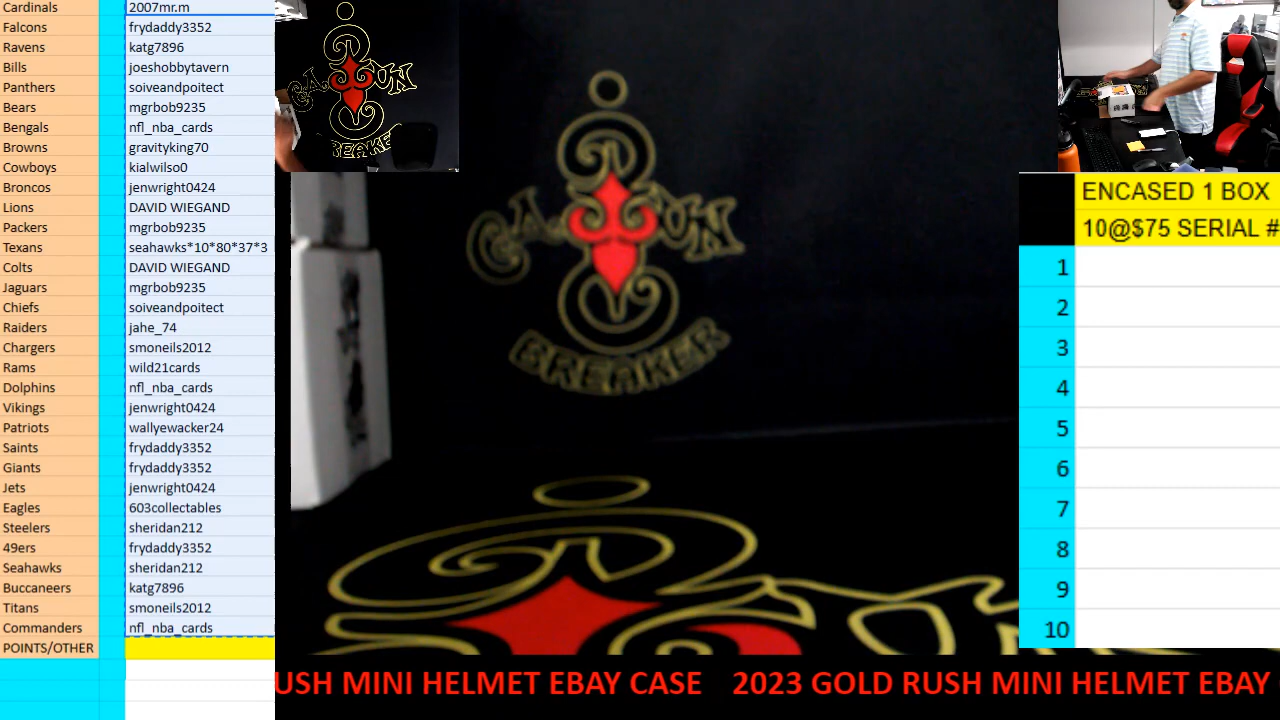 Cardinals 2007mr.m
Falcons frydaddy3352
Ravens katg7896
Bills joeshobbytavern
Panthers soiveandpoitect
Bears mgrbob9235
Bengals nfl_nba_cards
Browns gravityking70
Cowboys kialwilso0
Broncos jenwright0424
Lions DAVID WIEGAND
Packers mgrbob9235
Texans seahawks*10*80*37*3
Colts DAVID WIEGAND
Jaguars mgrbob9235
Chiefs soiveandpoitect
Raiders jahe_74
Chargers smoneils2012
Rams wild21cards
Dolphins nfl_nba_cards
Vikings jenwright0424
Patriots wallyewacker24
Saints frydaddy3352
Giants frydaddy3352
Jets jenwright0424
Eagles 603collectables
Steelers sheridan212
49ers frydaddy3352
Seahawks sheridan212
Buccaneers katg7896
Titans smoneils2012
Commanders nfl_nba_cards
POINTS/OTHER
BREAKER
ENCASED 1 BOX
10@$75 SERIAL #
1
2
3
4
5
6
7
8
9
10
USH MINI HELMET EBAY CASE 2023 GOLD RUSH MINI HELMET EBAY